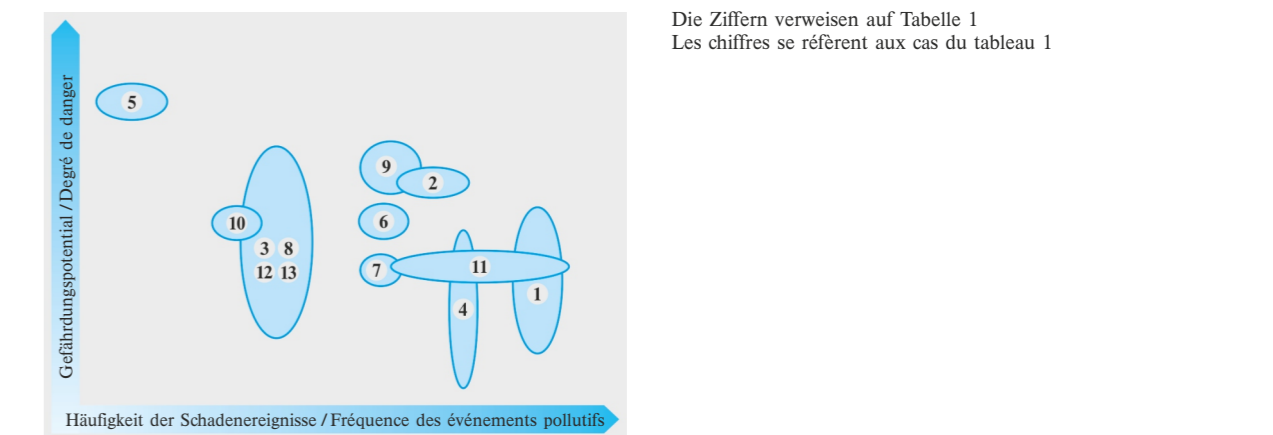 Die Ziffern verweisen auf Tabelle 1
Les chiffres se réfèrent aux cas du tableau 1
Gefährdungspotential / Degré de danger
5
9
2
10
6
3 8
12 13
7
11
1
4
Häufigkeit der Schadenereignisse / Fréquence des événements pollutifs